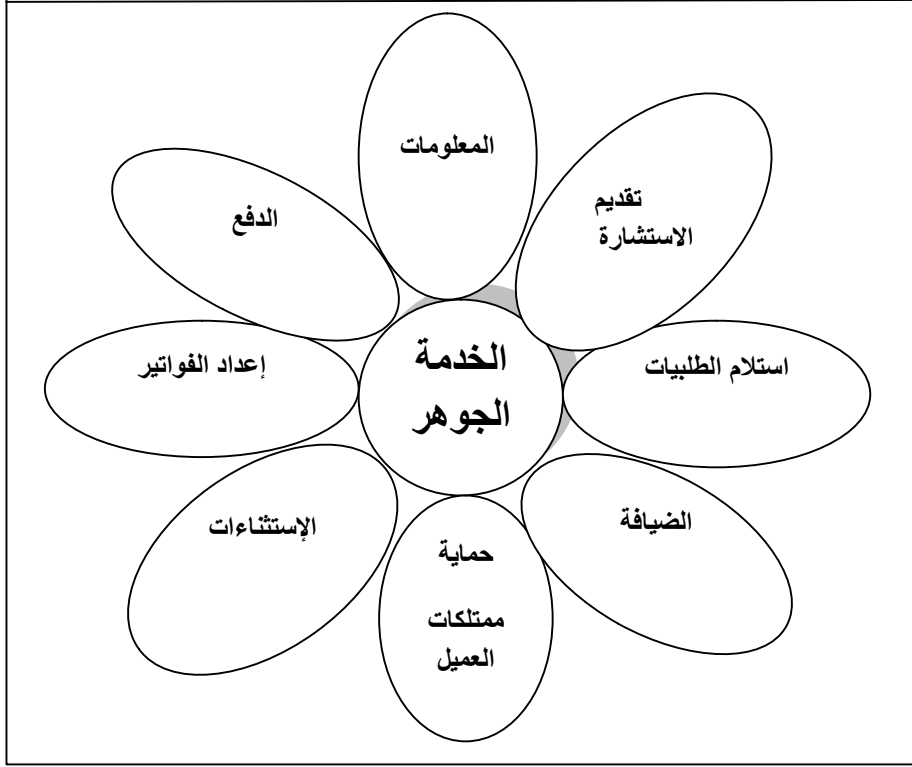 المعلومات
تقديم
الاستشارة
الدفع
الخدمة
الجوهر
استلام الطلبيات
إعداد الفواتير
الضيافة
الإستثناءات
حماية
ممتلكات
العميل